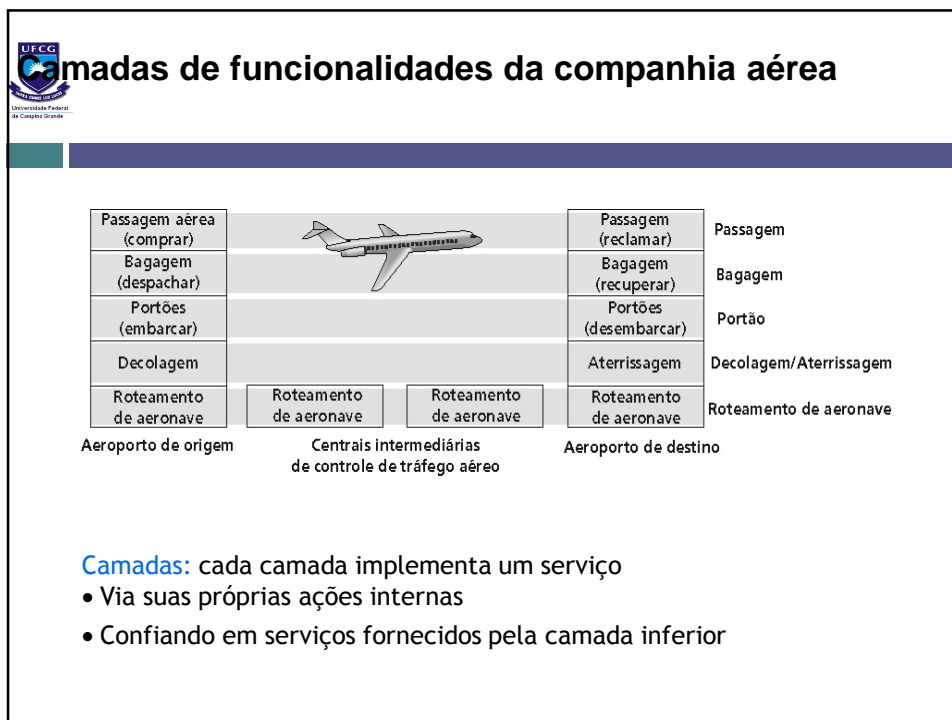 UFCG
Universidade Federal
de Campina Grande
Camadas de funcionalidades da companhia aérea
Passagem aérea
(comprar)
Passagem
(reclamar)
Passagem
Bagagem
(despachar)
Bagagem
(recuperar)
Bagagem
Portões
(embarcar)
Portões
(desembarcar)
Portão
Decolagem
Aterrissagem
Decolagem/Aterrissagem
Roteamento
de aeronave
Roteamento
de aeronave
Roteamento
de aeronave
Roteamento
de aeronave
Roteamento de aeronave
Aeroporto de origem
Centrais intermediárias
de controle de tráfego aéreo
Aeroporto de destino
Camadas: cada camada implementa um serviço
• Via suas próprias ações internas
• Confiando em serviços fornecidos pela camada inferior